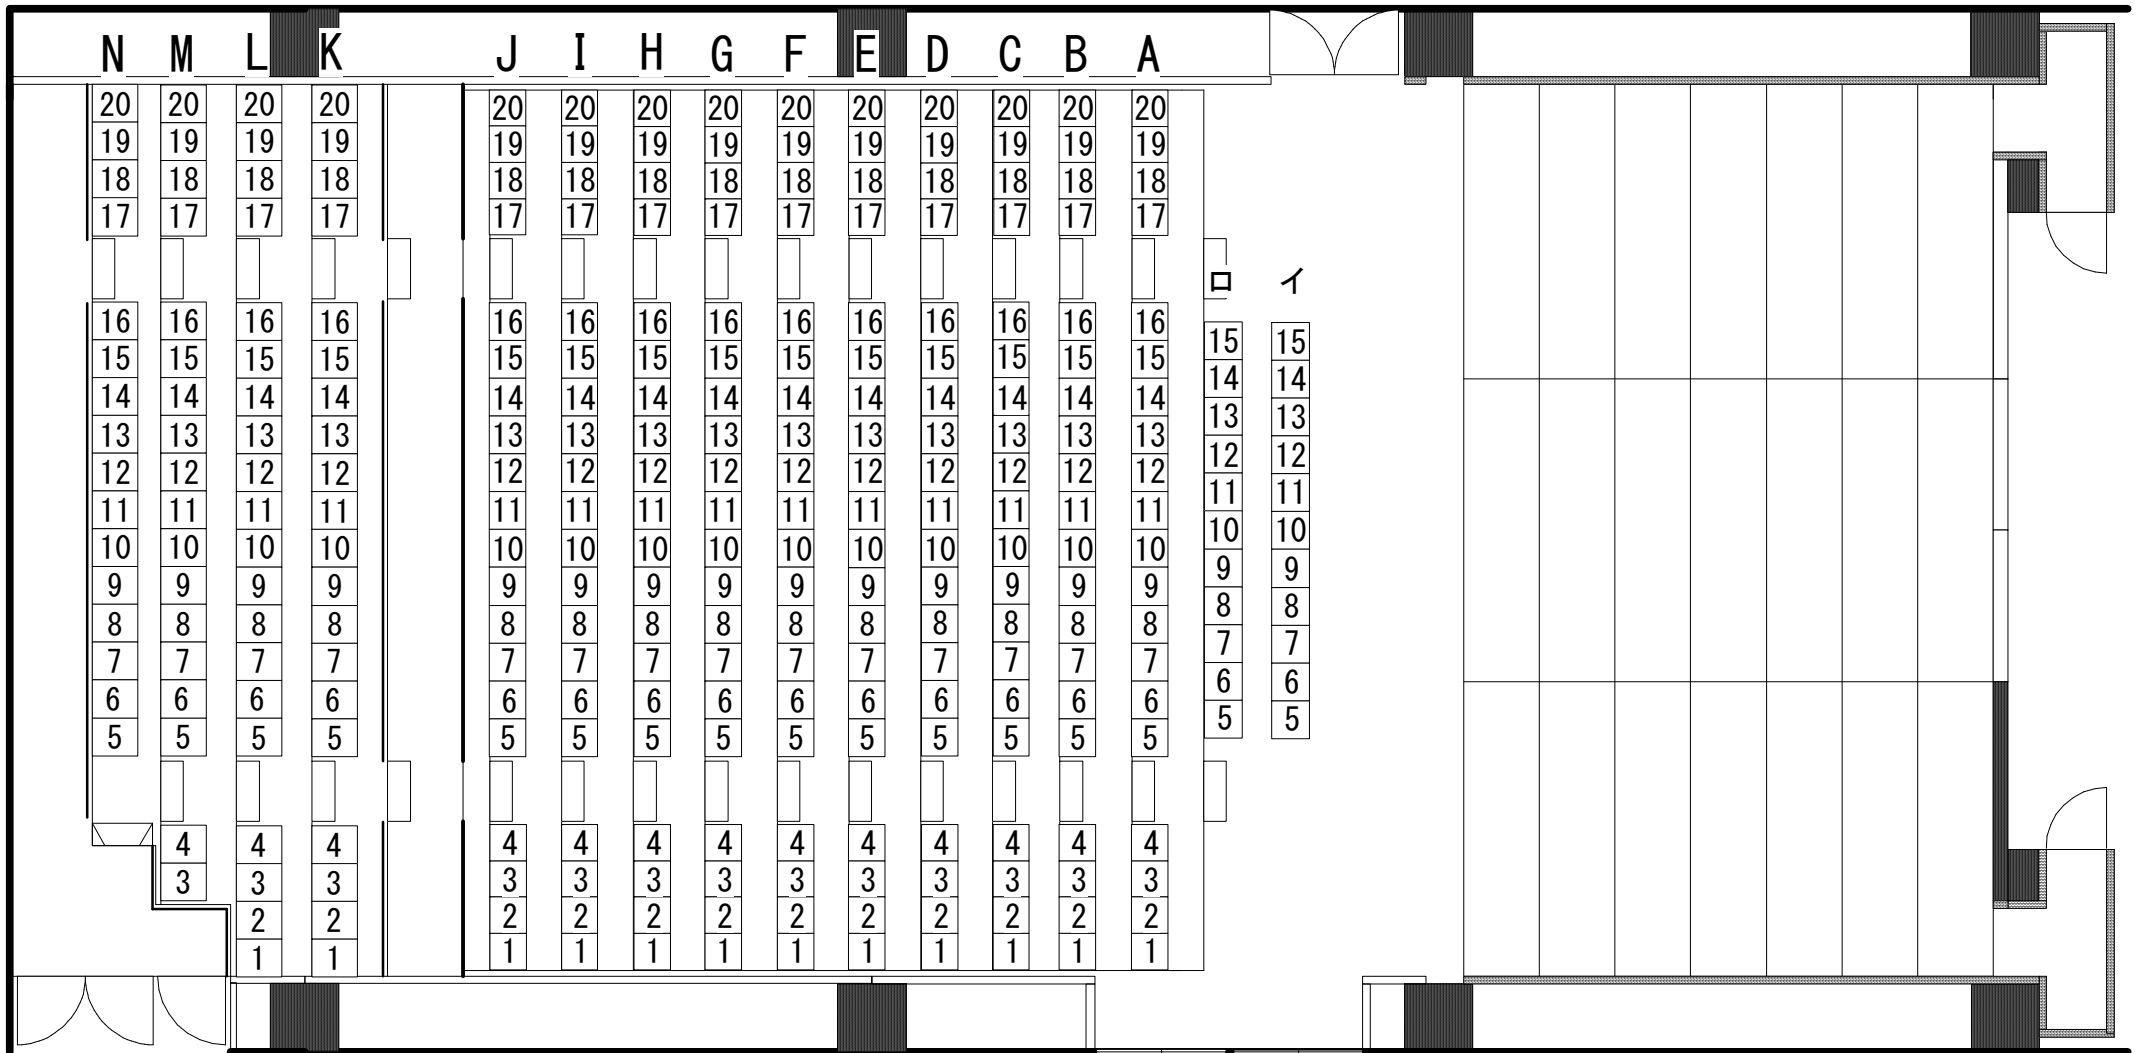 N M L K J I H G F E D C B A
20 20 20 20 20 20 20 20 20 20 20 20 20 20
19 19 19 19 19 19 19 19 19 19 19 19 19 19
18 18 18 18 18 18 18 18 18 18 18 18 18 18
17 17 17 17 17 17 17 17 17 17 17 17 17 17
ロ イ
16 16 16 16 16 16 16 16 16 16 16 16 16 16
15 15 15 15 15 15 15 15 15 15 15 15 15 15 15 15
14 14 14 14 14 14 14 14 14 14 14 14 14 14 14 14
13 13 13 13 13 13 13 13 13 13 13 13 13 13 13 13
12 12 12 12 12 12 12 12 12 12 12 12 12 12 12 12
11 11 11 11 11 11 11 11 11 11 11 11 11 11 11 11
10 10 10 10 10 10 10 10 10 10 10 10 10 10 10 10
9 9 9 9 9 9 9 9 9 9 9 9 9 9 9 9
8 8 8 8 8 8 8 8 8 8 8 8 8 8 8 8
7 7 7 7 7 7 7 7 7 7 7 7 7 7 7 7
6 6 6 6 6 6 6 6 6 6 6 6 6 6 6 6
5 5 5 5 5 5 5 5 5 5 5 5 5 5 5 5
4 4 4 4 4 4 4 4 4 4 4 4 4
3 3 3 3 3 3 3 3 3 3 3 3 3
2 2 2 2 2 2 2 2 2 2 2 2
1 1 1 1 1 1 1 1 1 1 1 1